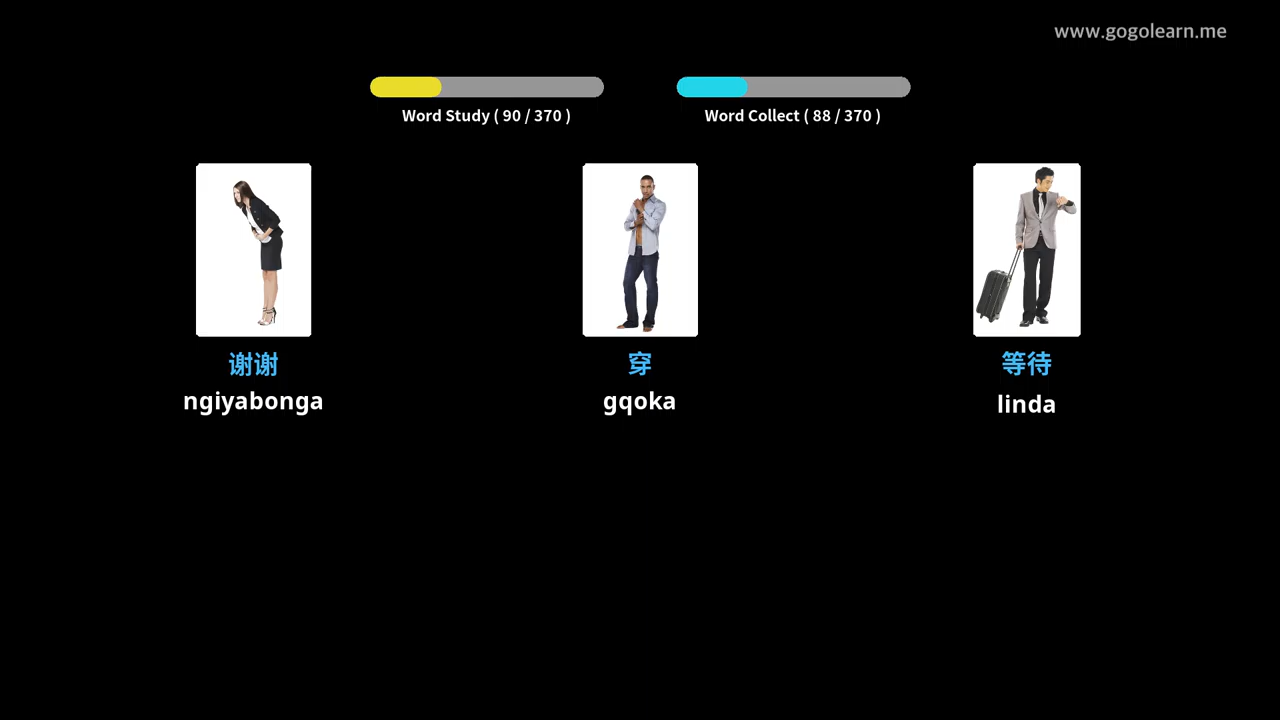 www.gogolearn.me
Word Study ( 90 / 370 )
Word Collect ( 88 / 370 )
谢谢
ngiyabonga
穿
gqoka
等待
linda